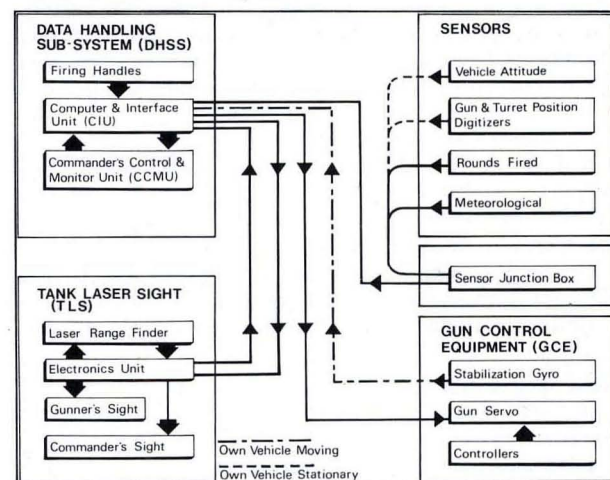 DATA HANDLING
SUB-SYSTEM (DHSS)
Firing Handles
Computer & Interface
Unit (CIU)
Commander's Control &
Monitor Unit (CCMU)
TANK LASER SIGHT
(TLS)
Laser Range Finder
Electronics Unit
Gunner's Sight
Commander's Sight
Own Vehicle Moving
Own Vehicle Stationary
SENSORS
Vehicle Attitude
Gun & Turret Position
Digitizers
Rounds Fired
Meteorological
Sensor Junction Box
GUN CONTROL
EQUIPMENT (GCE)
Stabilization Gyro
Gun Servo
Controllers